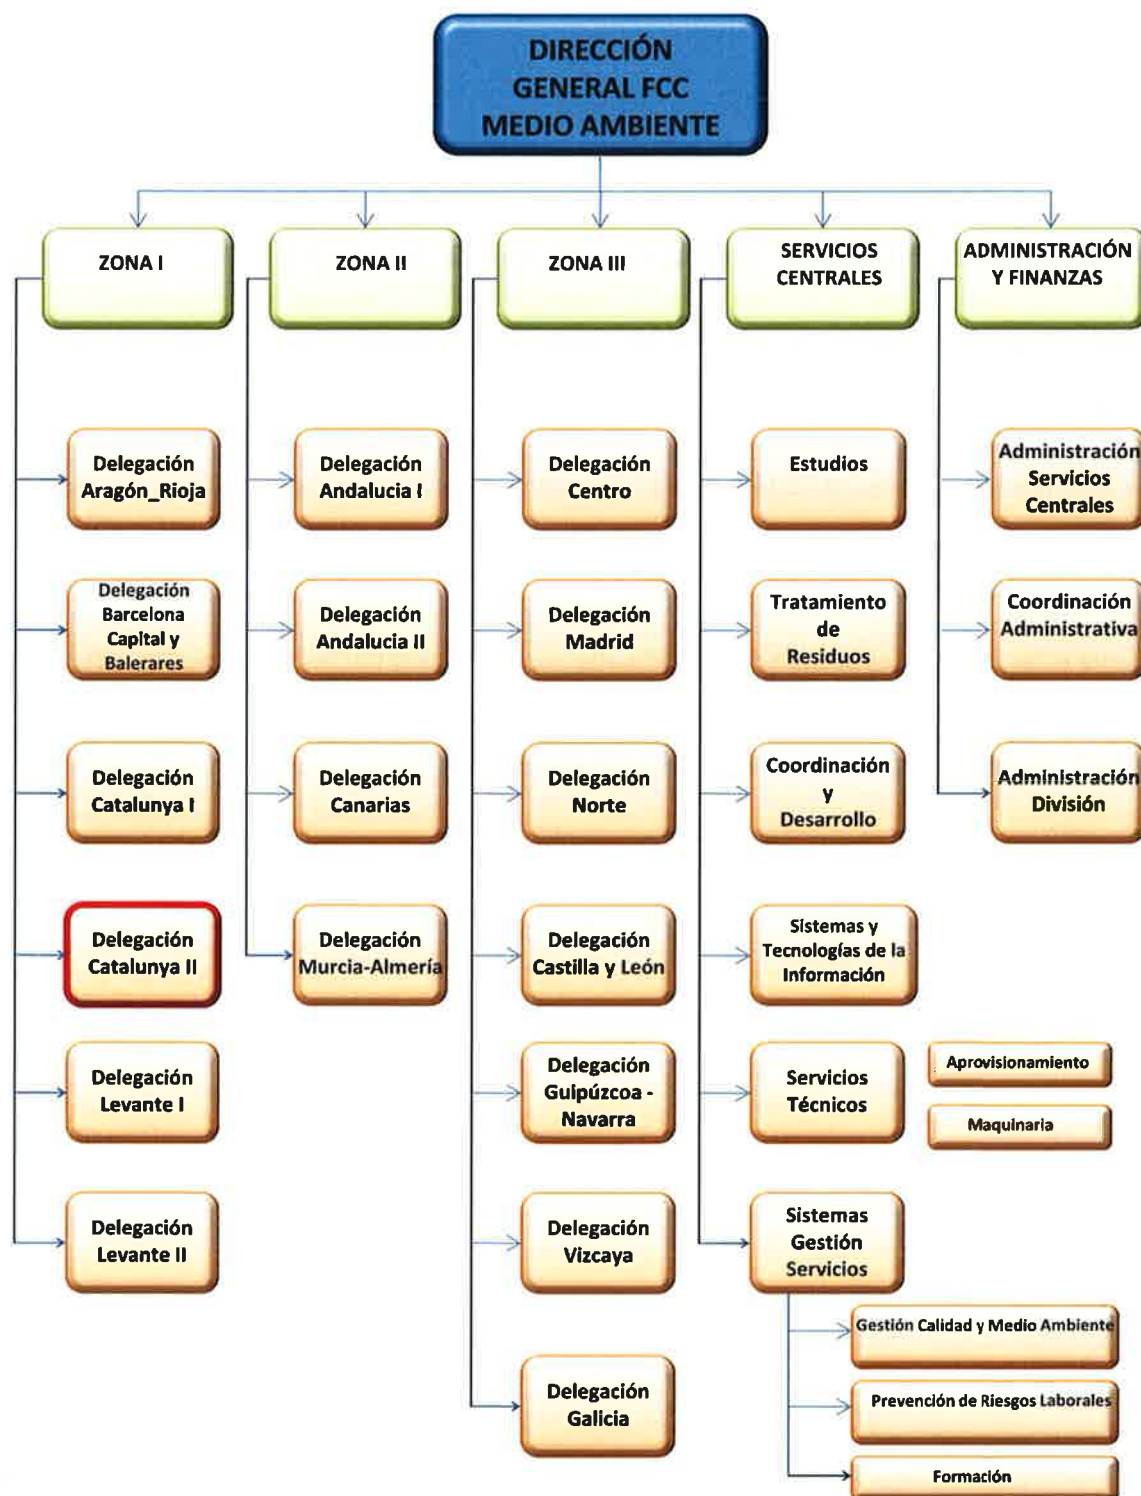 DIRECCIÓN
GENERAL FCC
MEDIO AMBIENTE
ZONA I
ZONA II
ZONA III
SERVICIOS
CENTRALES
ADMINISTRACIÓN
Y FINANZAS
Delegación
Aragón_Rioja
Delegación
Barcelona
Capital y
Balerares
Delegación
Catalunya I
Delegación
Catalunya II
Delegación
Levante I
Delegación
Levante II
Delegación
Andalucia I
Delegación
Andalucia II
Delegación
Canarias
Delegación
Murcia-Almería
Delegación
Centro
Delegación
Madrid
Delegación
Norte
Delegación
Castilla y León
Delegación
Guipúzcoa -
Navarra
Delegación
Vizcaya
Delegación
Galicia
Estudios
Tratamiento
de
Residuos
Coordinación
y
Desarrollo
Sistemas y
Tecnologías de la
Información
Servicios
Técnicos
Aprovisionamiento
Maquinaria
Sistemas
Gestión
Servicios
Gestión Calidad y Medio Ambiente
Prevención de Riesgos Laborales
Formación
Administración
Servicios
Centrales
Coordinación
Administrativa
Administración
División